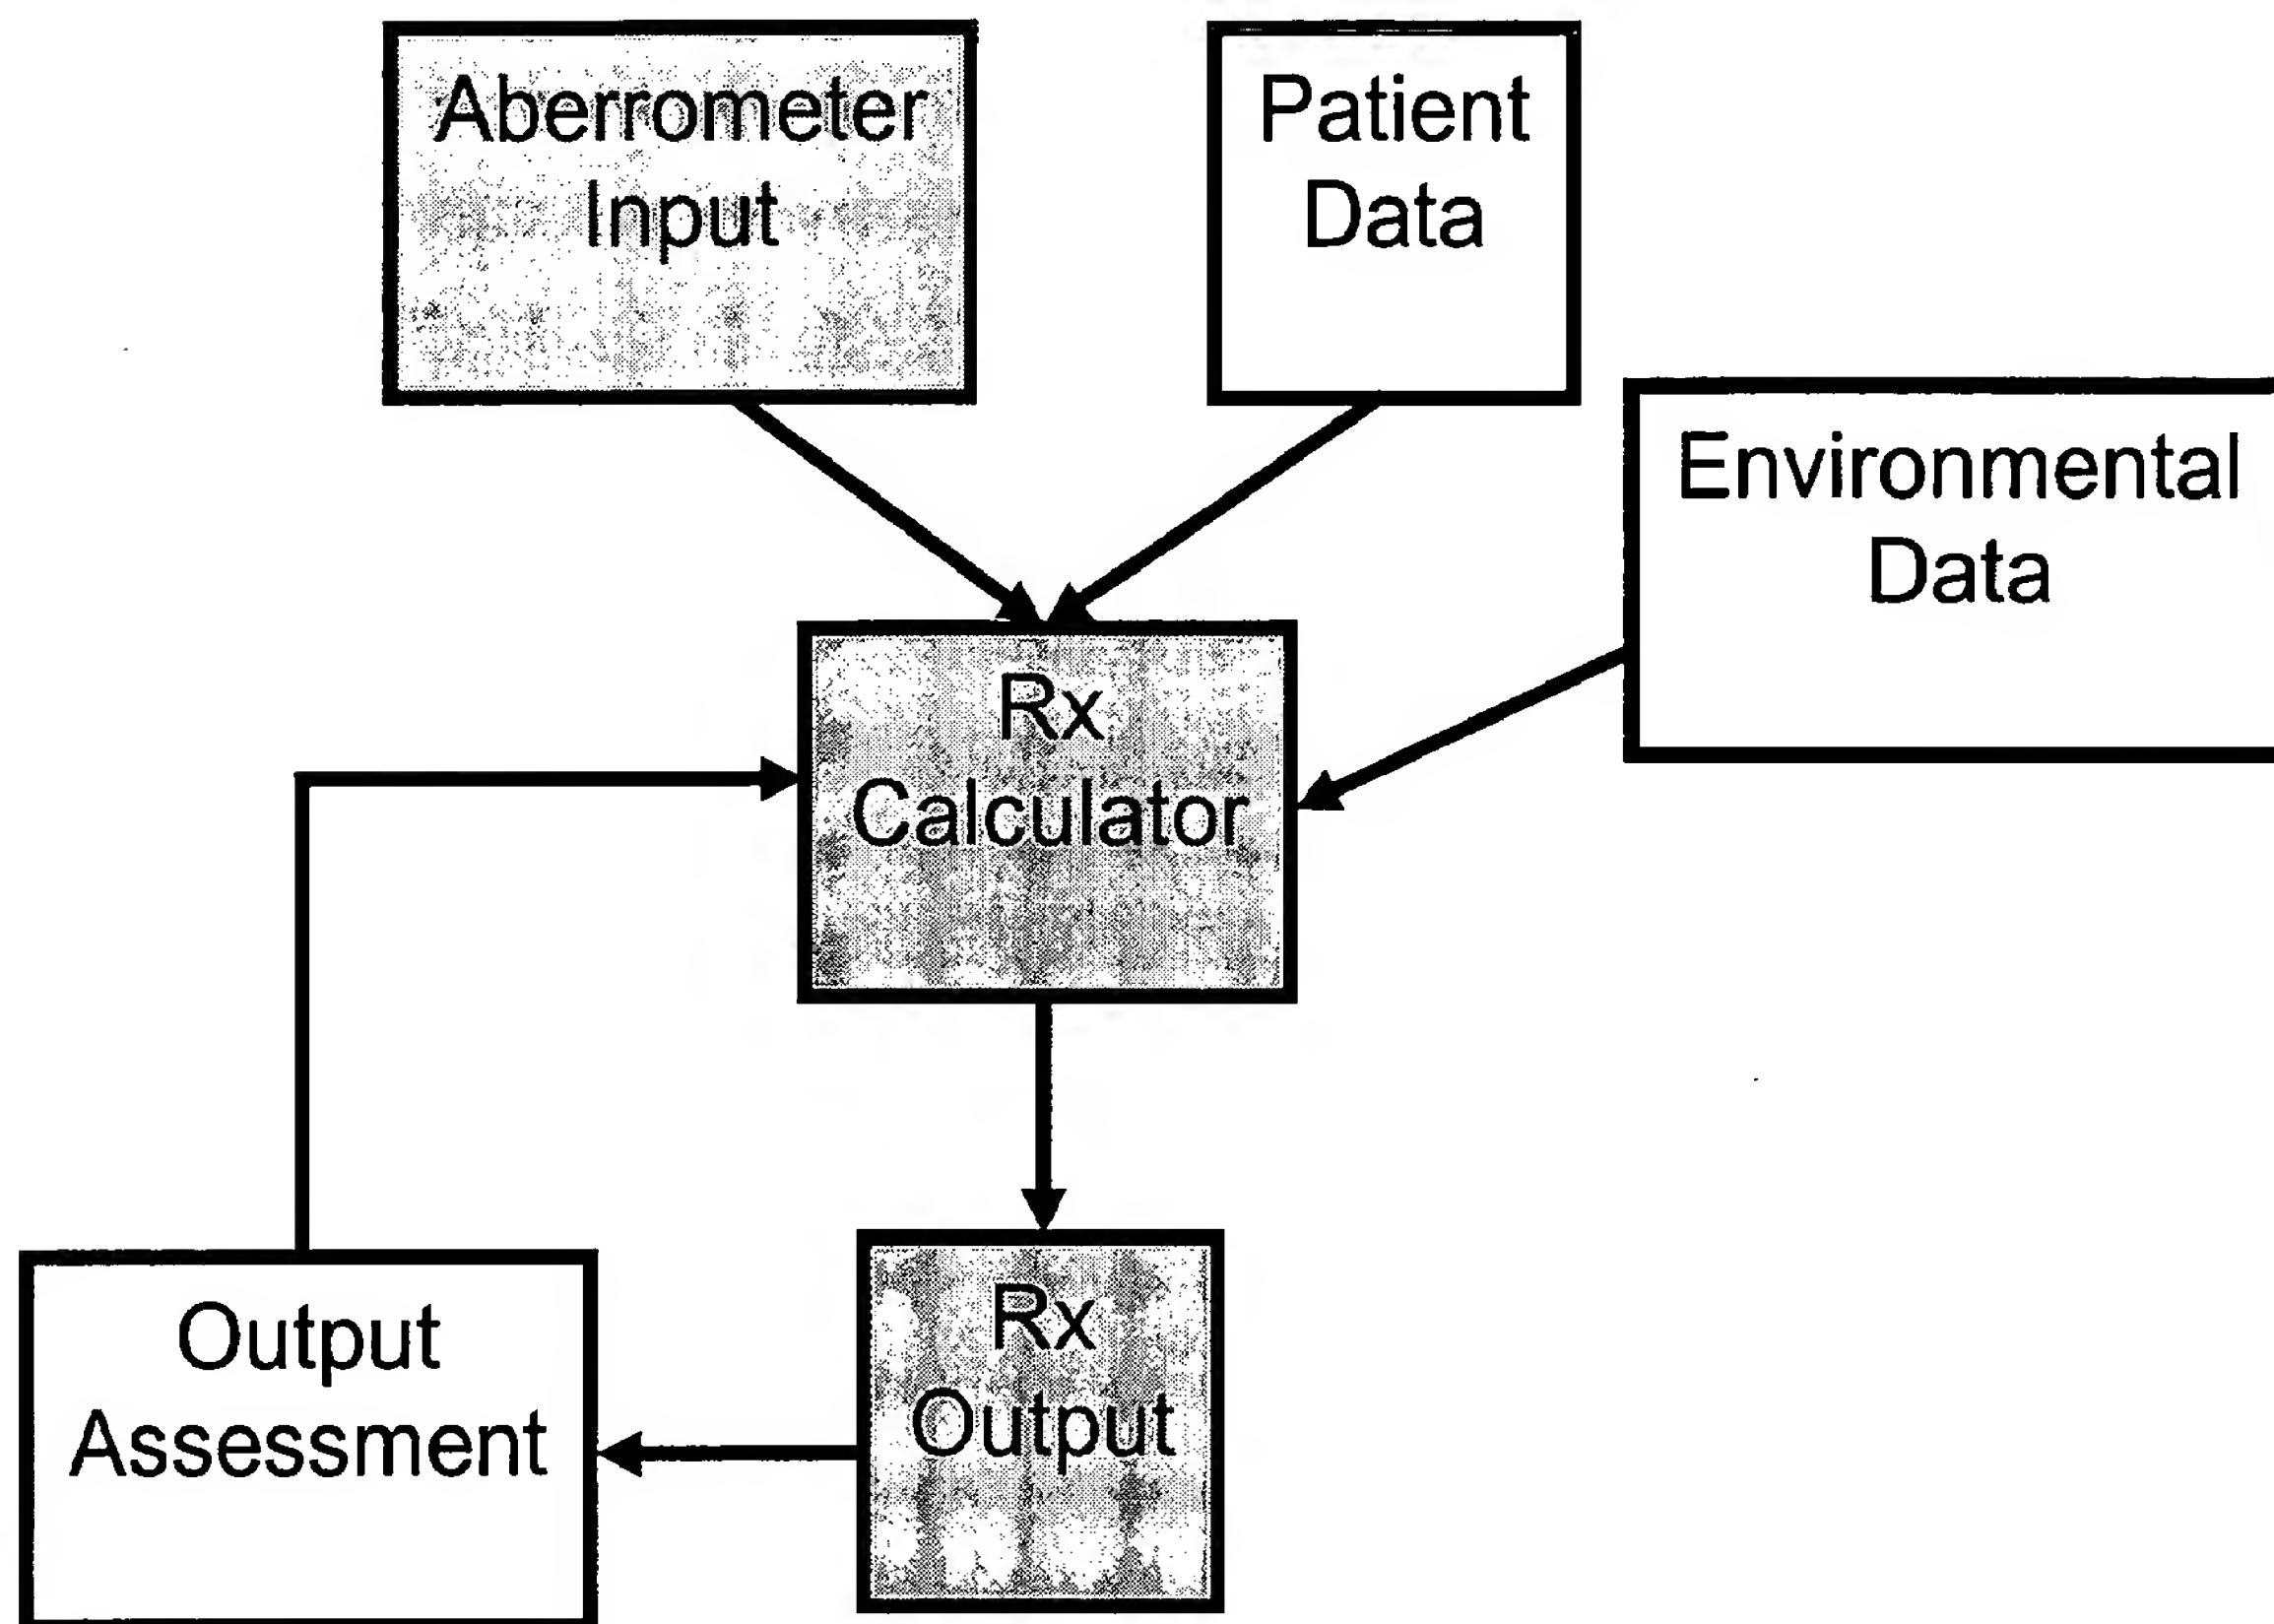 Aberrometer
Input
Patient
Data
Environmental
Data
Rx
Calculator
Rx
Output
Output
Assessment